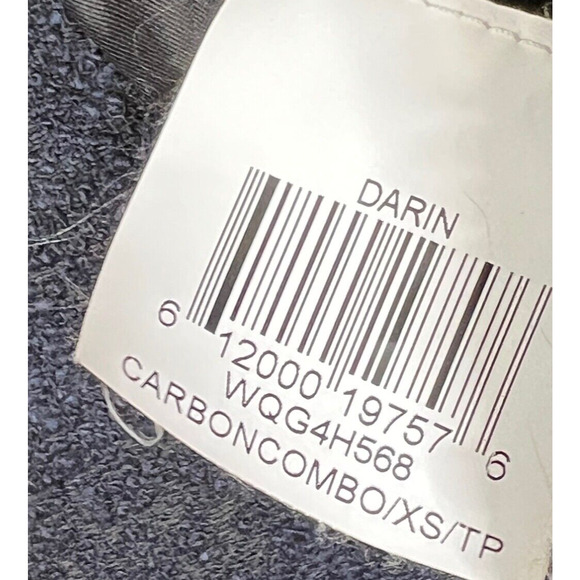 DARIN
6 12000 19757 6
WQG4H568
CARBONCOMBO/XS/TP